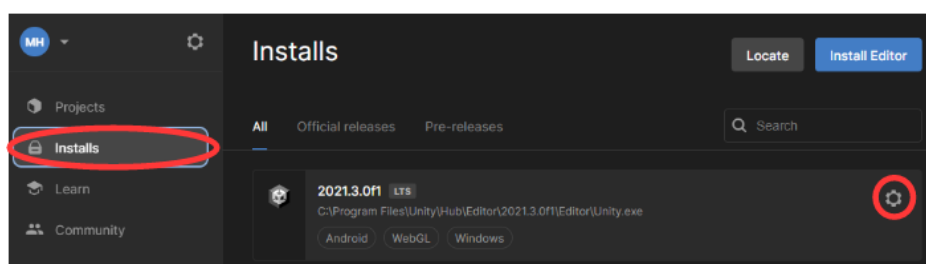 MH
Projects
Installs
Learn
Community
Installs
Locate
Install Editor
All
Official releases
Pre-releases
Search
2021.3.0f1 LTS
C:\Program Files\Unity\Hub\Editor\2021.3.0f1\Editor\Unity.exe
Android
WebGL
Windows